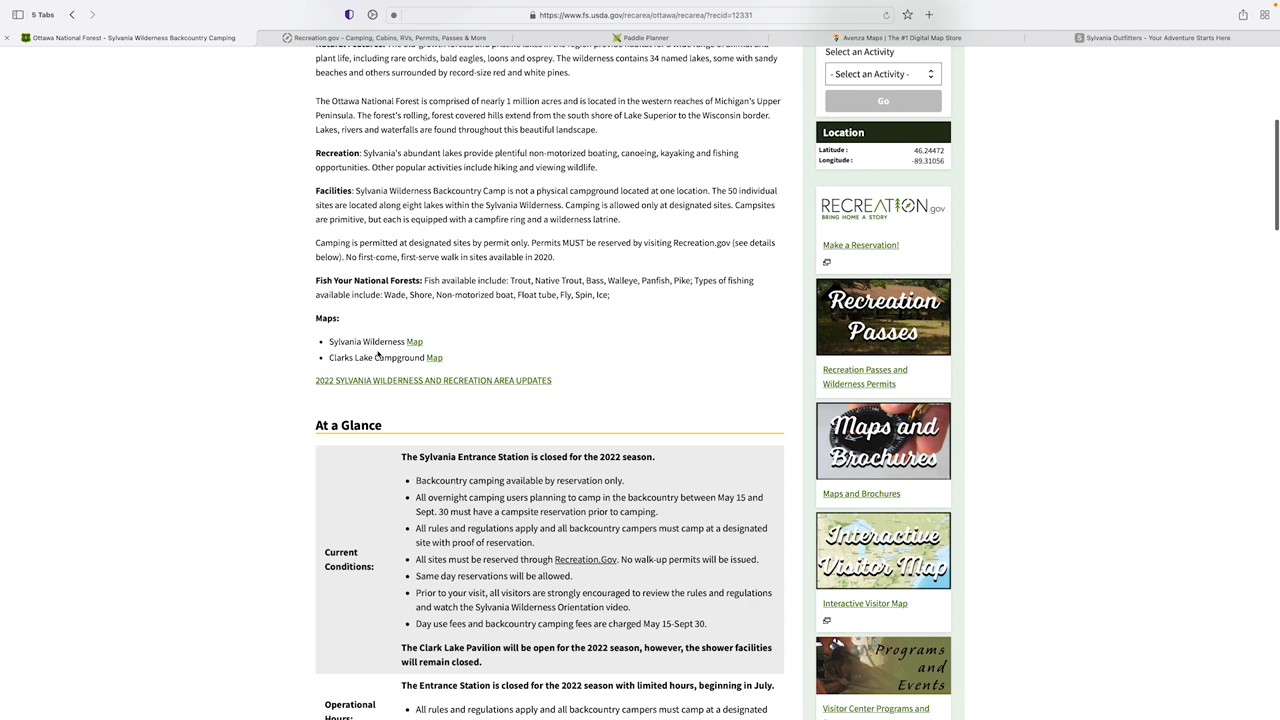 5 Tabs
https://www.fs.usda.gov/recarea/ottawa/recarea/?recid=12331
Ottawa National Forest - Sylvania Wilderness Backcountry Camping
Recreation.gov - Camping, Cabins, RVs, Permits, Passes & More
Paddle Planner
Avenza Maps | The #1 Digital Map Store
Sylvania Outfitters - Your Adventure Starts Here
plant life, including rare orchids, bald eagles, loons and osprey. The wilderness contains 34 named lakes, some with sandy
beaches and others surrounded by record-size red and white pines.
The Ottawa National Forest is comprised of nearly 1 million acres and is located in the western reaches of Michigan's Upper
Peninsula. The forest's rolling, forest covered hills extend from the south shore of Lake Superior to the Wisconsin border.
Lakes, rivers and waterfalls are found throughout this beautiful landscape.
Recreation: Sylvania's abundant lakes provide plentiful non-motorized boating, canoeing, kayaking and fishing
opportunities. Other popular activities include hiking and viewing wildlife.
Facilities: Sylvania Wilderness Backcountry Camp is not a physical campground located at one location. The 50 individual
sites are located along eight lakes within the Sylvania Wilderness. Camping is allowed only at designated sites. Campsites
are primitive, but each is equipped with a campfire ring and a wilderness latrine.
Camping is permitted at designated sites by permit only. Permits MUST be reserved by visiting Recreation.gov (see details
below). No first-come, first-serve walk in sites available in 2020.
Fish Your National Forests: Fish available include: Trout, Native Trout, Bass, Walleye, Panfish, Pike; Types of fishing
available include: Wade, Shore, Non-motorized boat, Float tube, Fly, Spin, Ice;
Maps:
• Sylvania Wilderness Map
• Clarks Lake Campground Map
2022 SYLVANIA WILDERNESS AND RECREATION AREA UPDATES
At a Glance
Current
Conditions:
The Sylvania Entrance Station is closed for the 2022 season.
• Backcountry camping available by reservation only.
• All overnight camping users planning to camp in the backcountry between May 15 and
Sept. 30 must have a campsite reservation prior to camping.
• All rules and regulations apply and all backcountry campers must camp at a designated
site with proof of reservation.
• All sites must be reserved through Recreation.Gov. No walk-up permits will be issued.
• Same day reservations will be allowed.
• Prior to your visit, all visitors are strongly encouraged to review the rules and regulations
and watch the Sylvania Wilderness Orientation video.
• Day use fees and backcountry camping fees are charged May 15-Sept 30.
The Clark Lake Pavilion will be open for the 2022 season, however, the shower facilities
will remain closed.
Operational
Hours:
The Entrance Station is closed for the 2022 season with limited hours, beginning in July.
• All rules and regulations apply and all backcountry campers must camp at a designated
Select an Activity
- Select an Activity -
Go
Location
Latitude : 46.24472
Longitude : -89.31056
RECREATION.gov
BRING HOME A STORY
Make a Reservation!
Recreation
Passes
Recreation Passes and
Wilderness Permits
Maps and
Brochures
Maps and Brochures
Interactive
Visitor Map
Interactive Visitor Map
Programs
and
Events
Visitor Center Programs and